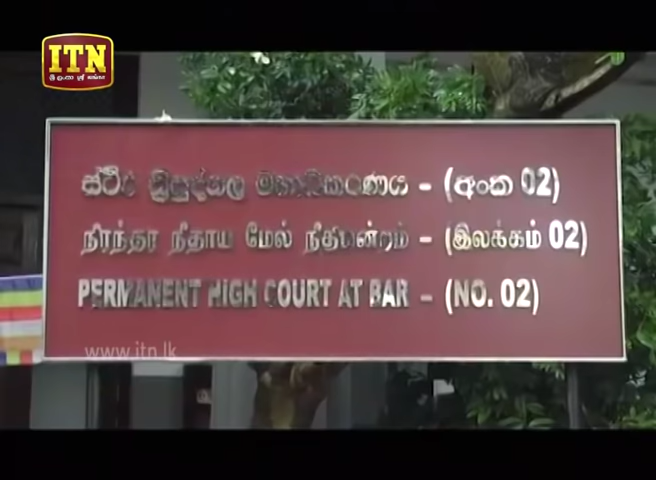 ITN
ස්ථිර ත්‍රිපුද්ගල මහාධිකරණය - (අංක 02)
நிரந்தர நீதாய மேல் நீதிமன்றம் - (இலக்கம் 02)
PERMANENT HIGH COURT AT BAR - (NO. 02)
www.itn.lk